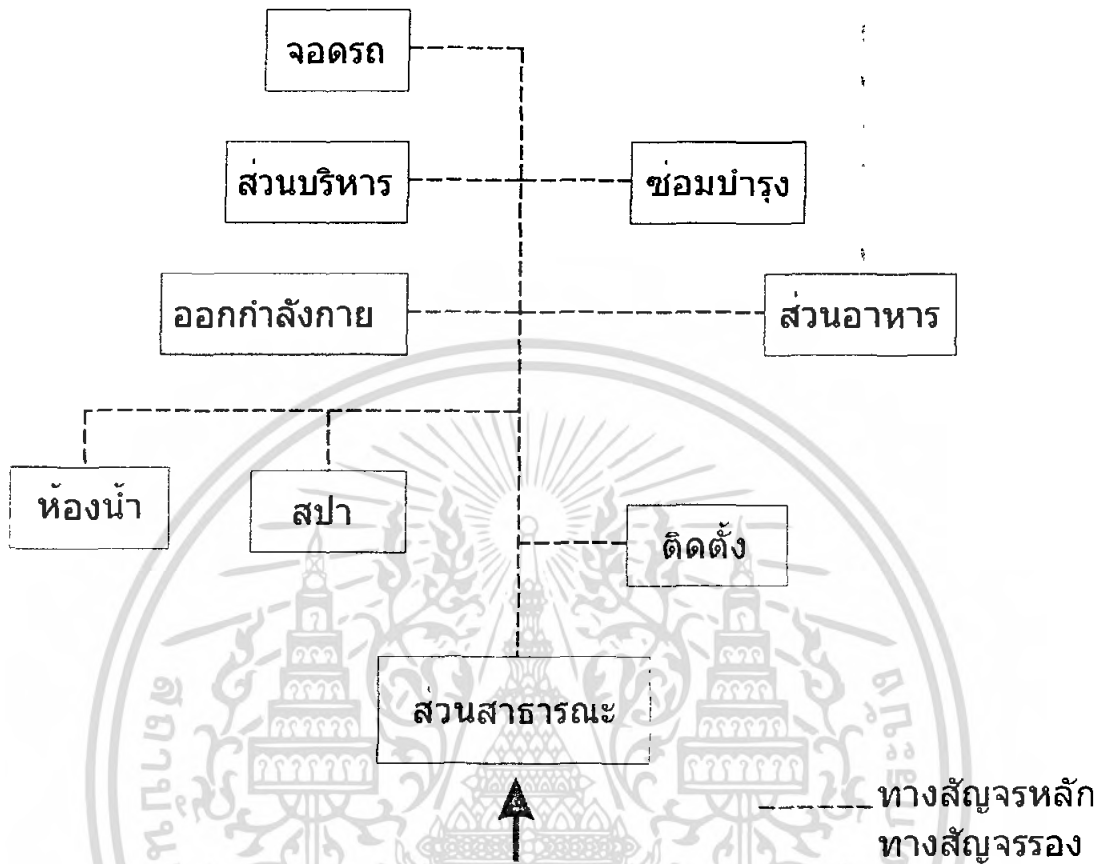 จอดรถ
ส่วนบริหาร
ซ่อมบำรุง
ออกกำลังกาย
ส่วนอาหาร
ห้องน้ำ
สปา
ติดตั้ง
ส่วนสาธารณะ
ทางสัญจรหลัก
ทางสัญจรรอง